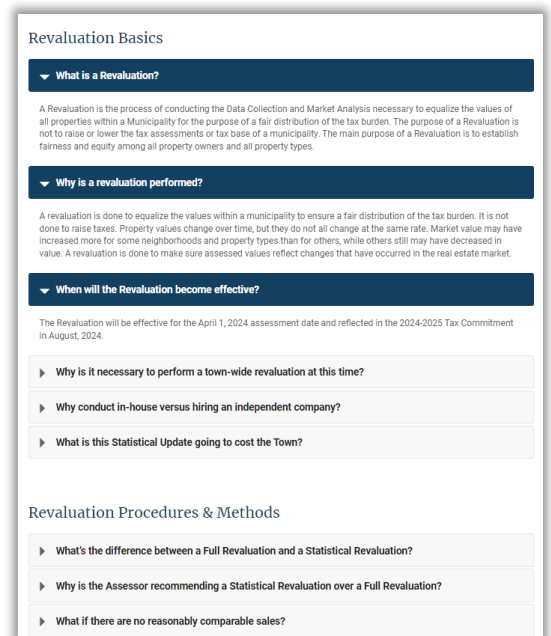 Revaluation Basics
What is a Revaluation?
A Revaluation is the process of conducting the Data Collection and Market Analysis necessary to equalize the values of
all properties within a Municipality for the purpose of a fair distribution of the tax burden. The purpose of a Revaluation is
not to raise or lower the tax assessments or tax base of a municipality. The main purpose of a Revaluation is to establish
fairness and equity among all property owners and all property types.
Why is a revaluation performed?
A revaluation is done to equalize the values within a municipality to ensure a fair distribution of the tax burden. It is not
done to raise taxes. Property values change over time, but they do not all change at the same rate. Market value may have
increased more for some neighborhoods and property types than for others, while others still may have decreased in
value. A revaluation is done to make sure assessed values reflect changes that have occurred in the real estate market.
When will the Revaluation become effective?
The Revaluation will be effective for the April 1, 2024 assessment date and reflected in the 2024-2025 Tax Commitment
in August, 2024.
Why is it necessary to perform a town-wide revaluation at this time?
Why conduct in-house versus hiring an independent company?
What is this Statistical Update going to cost the Town?
Revaluation Procedures & Methods
What's the difference between a Full Revaluation and a Statistical Revaluation?
Why is the Assessor recommending a Statistical Revaluation over a Full Revaluation?
What if there are no reasonably comparable sales?